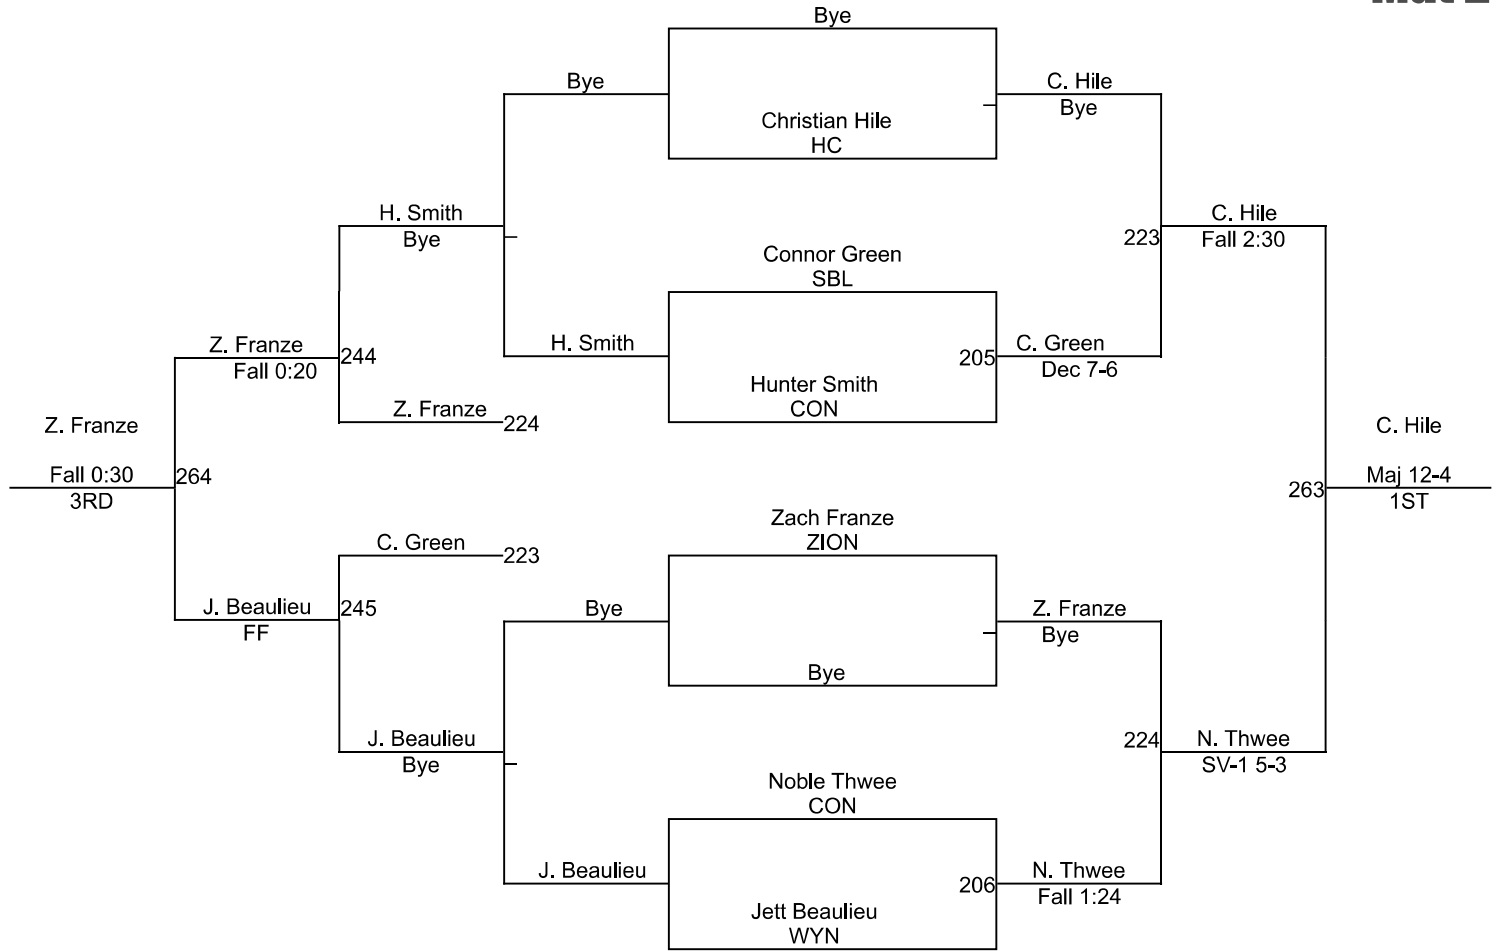 Bye
Bye
C. Hile
Bye
Christian Hile
HC
H. Smith
Bye
C. Hile
Fall 2:30
223
Connor Green
SBL
H. Smith
C. Green
Dec 7-6
205
Z. Franze
Fall 0:20
244
Hunter Smith
CON
Z. Franze
224
Z. Franze
Fall 0:30
3RD
264
C. Hile
Maj 12-4
1ST
263
Zach Franze
ZION
C. Green
223
J. Beaulieu
FF
245
Bye
Z. Franze
Bye
Bye
J. Beaulieu
Bye
224
N. Thwee
SV-1 5-3
Noble Thwee
CON
J. Beaulieu
206
N. Thwee
Fall 1:24
Jett Beaulieu
WYN